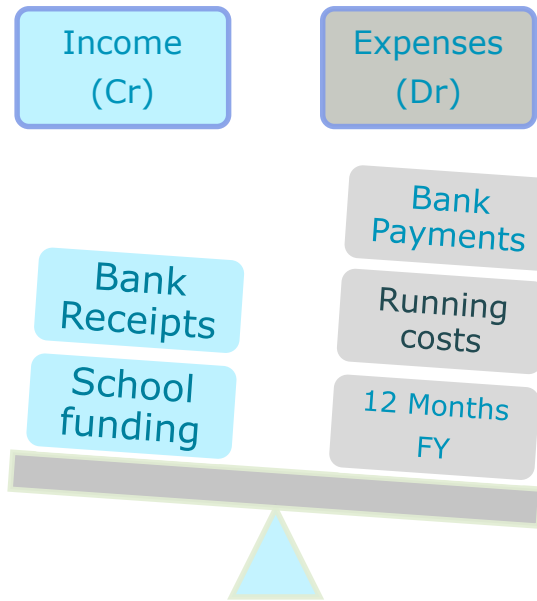 Income
(Cr)
Expenses
(Dr)
Bank
Receipts
School
funding
Bank
Payments
Running
costs
12 Months
FY